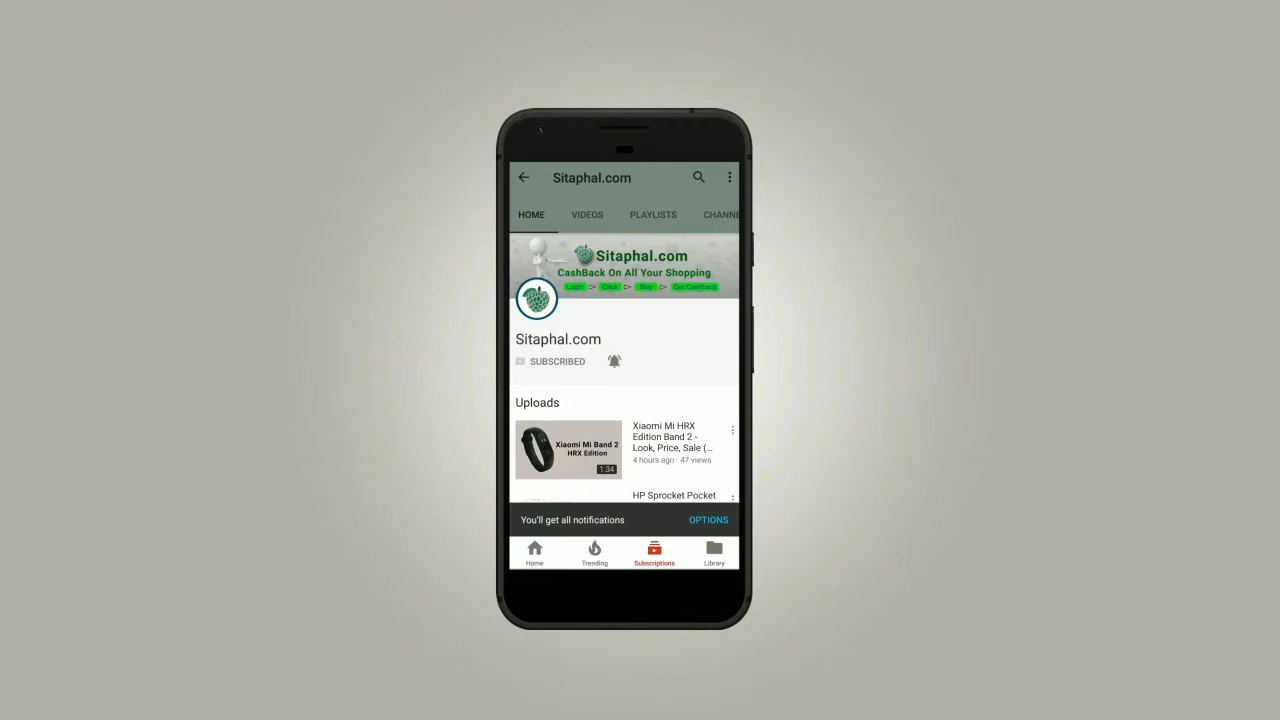 Sitaphal.com
HOME VIDEOS PLAYLISTS CHANNE
Sitaphal.com
CashBack On All Your Shopping
Login Click Buy Get Cashback
Sitaphal.com
SUBSCRIBED
Uploads
Xiaomi Mi Band 2
HRX Edition
1:34
Xiaomi Mi HRX
Edition Band 2 -
Look, Price, Sale (...
4 hours ago · 47 views
HP Sprocket Pocket
You'll get all notifications OPTIONS
Home Trending Subscriptions Library